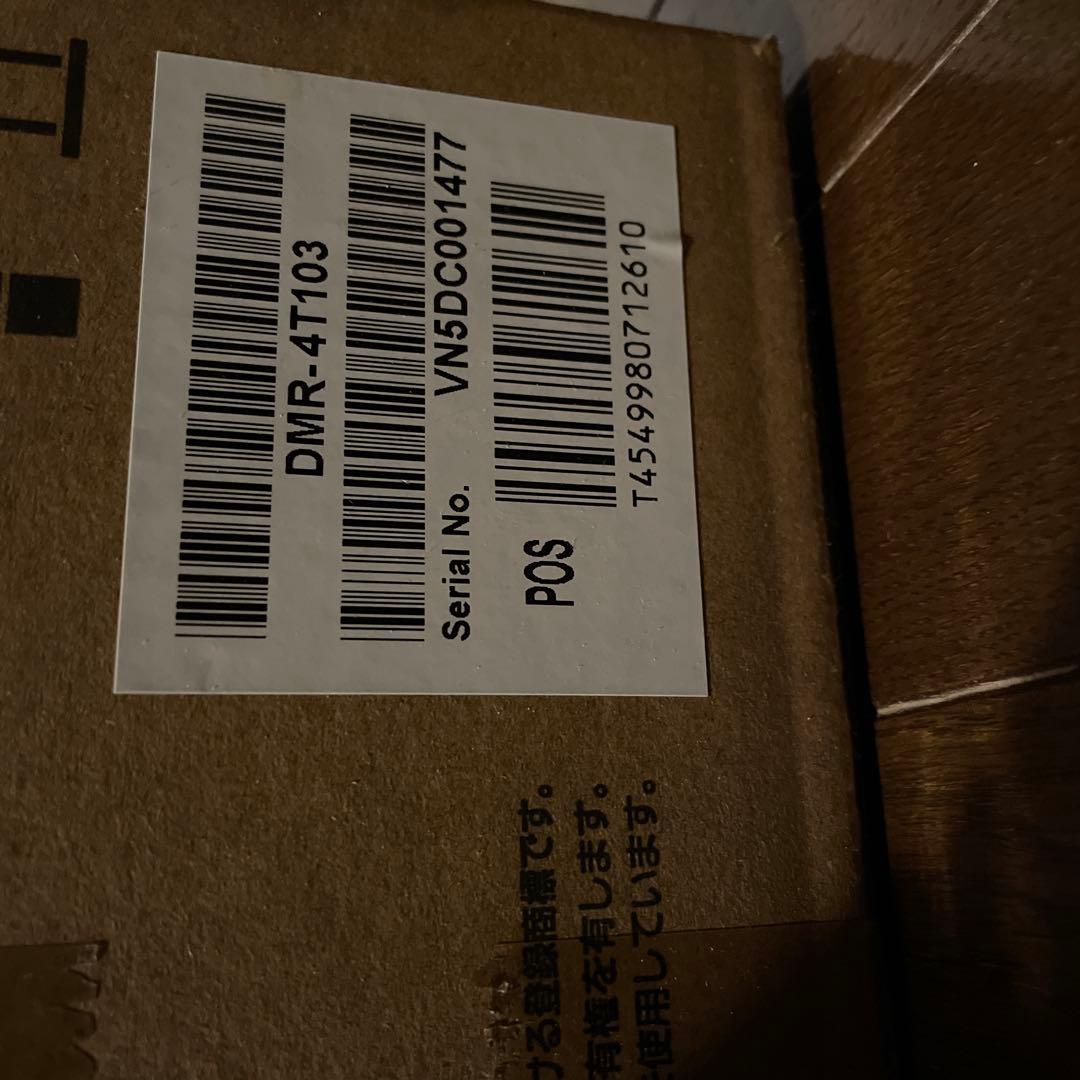 DMR-4T103
Serial No. VN5DC001477
POS
T4549980712610
ける登録商標です。
有権を有します。
使用しています。